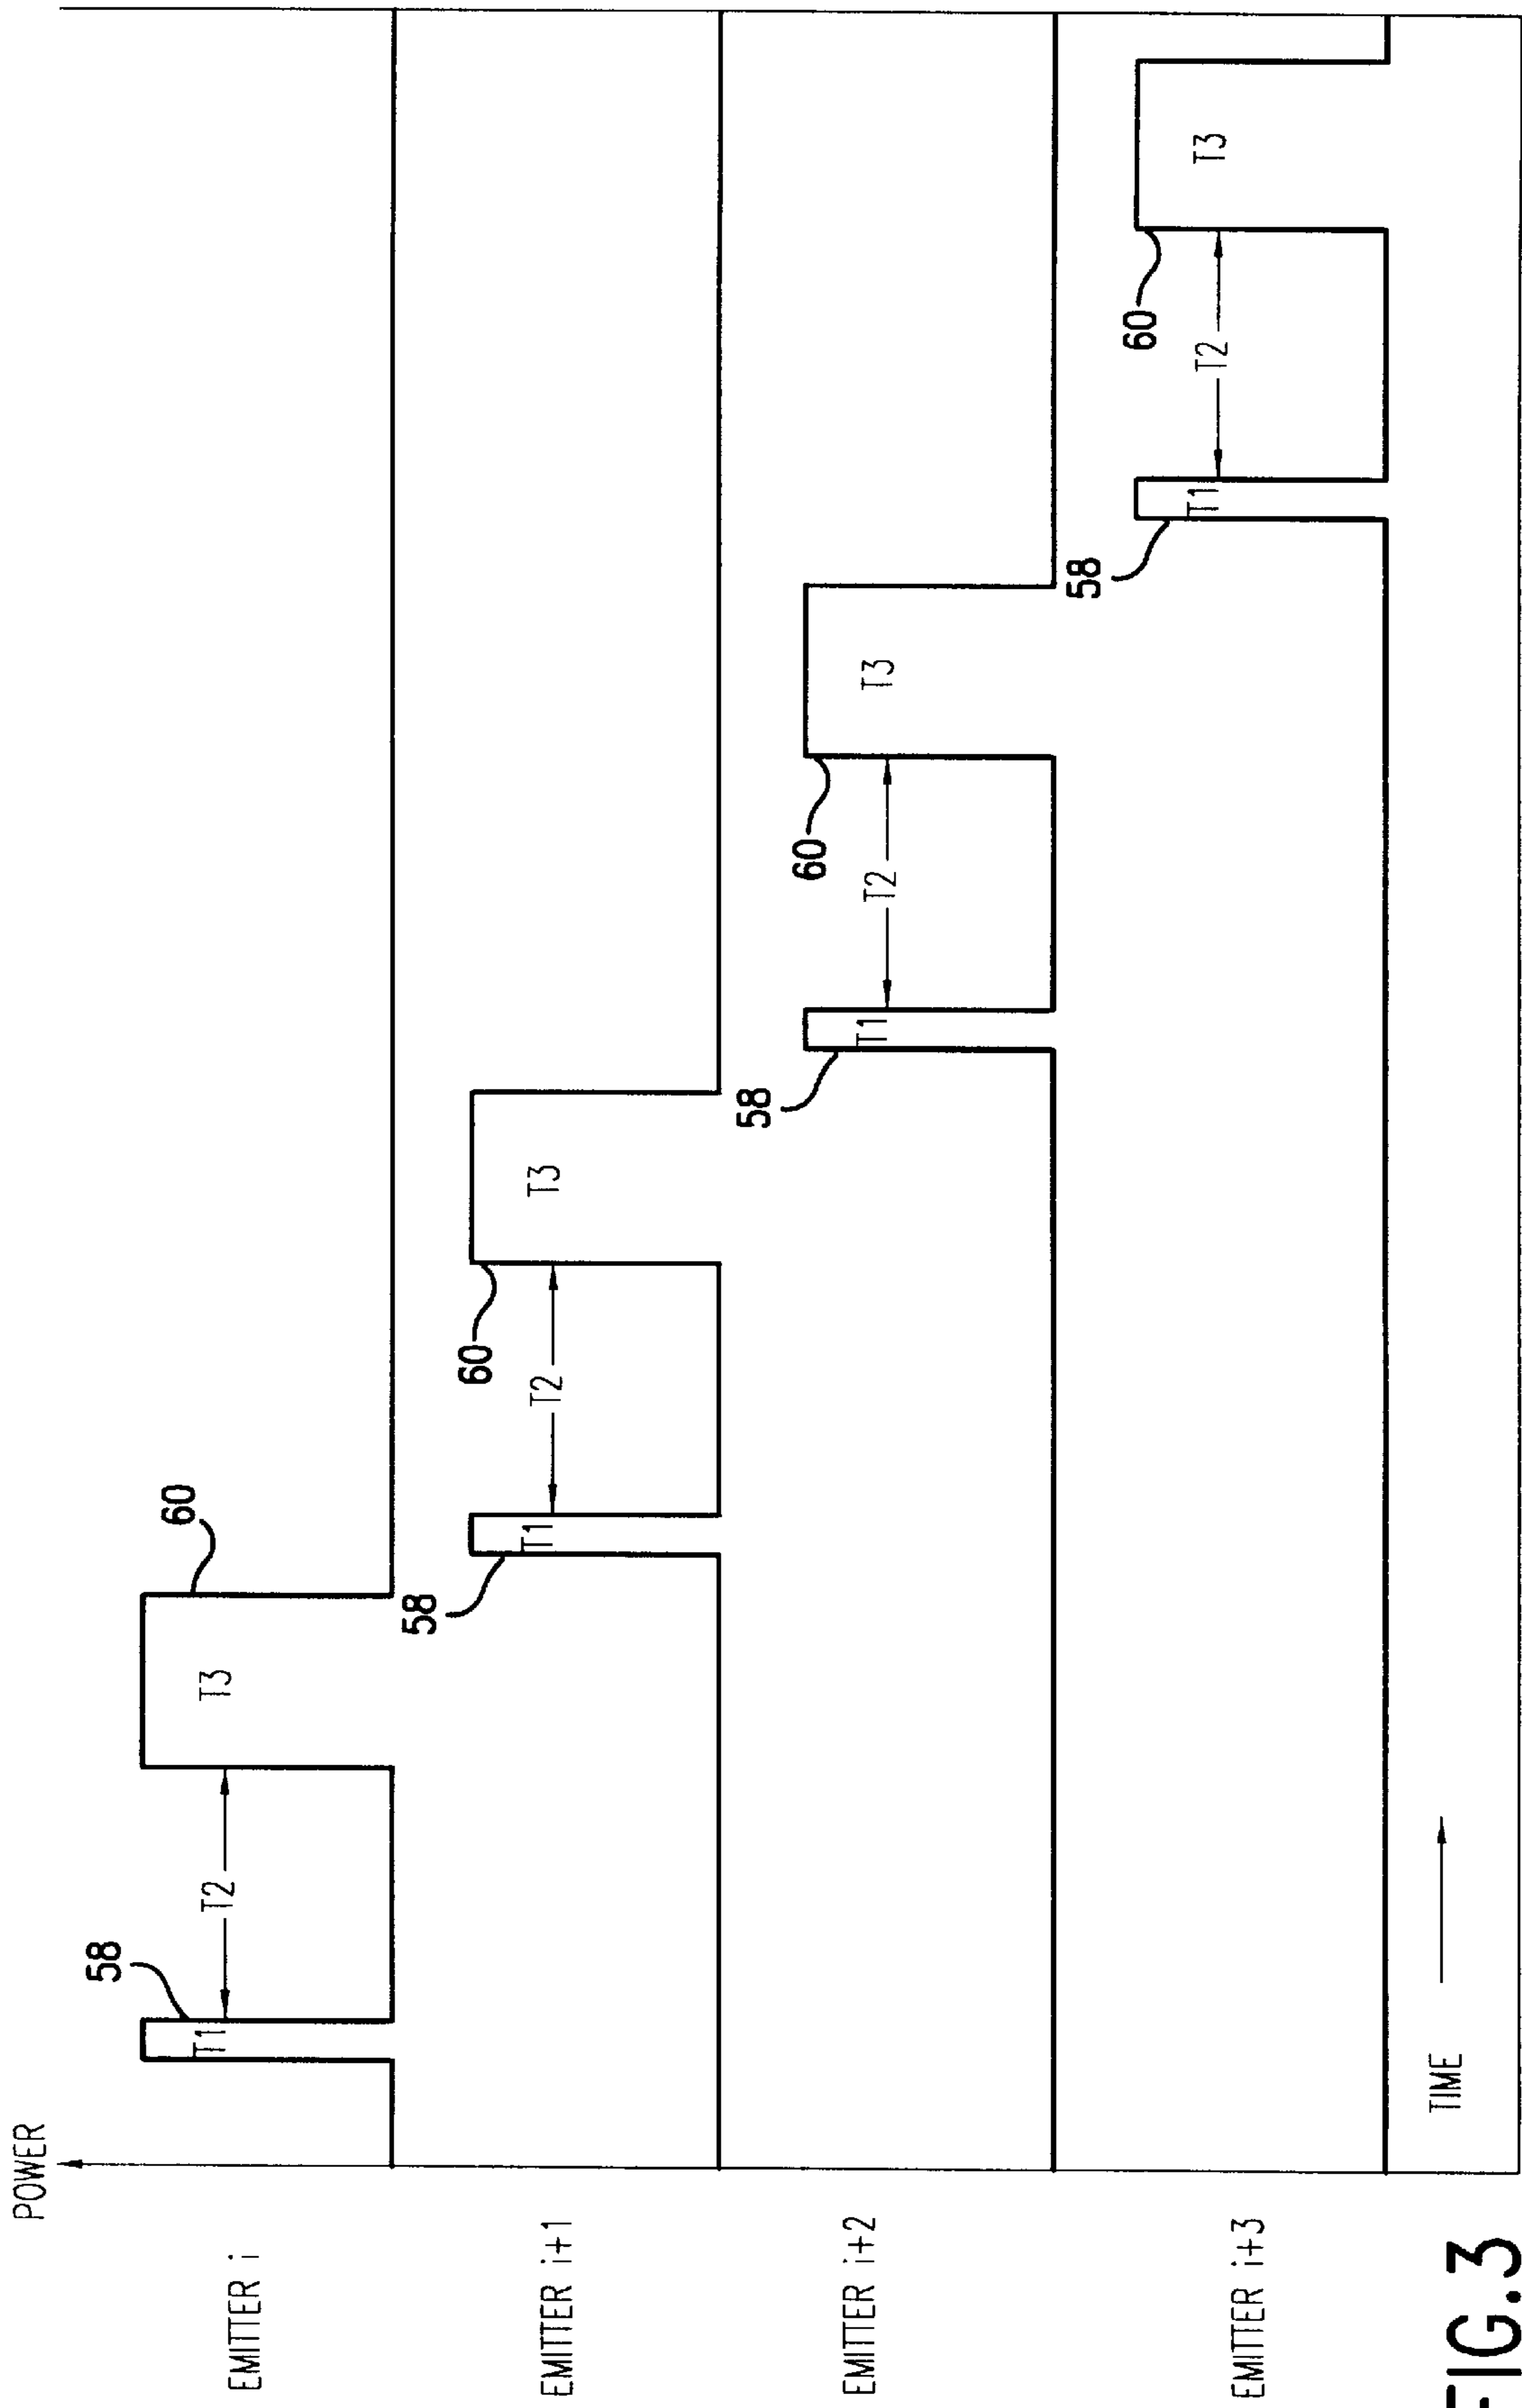 POWER
EMITTER i
58
T1
T2
T3
60
EMITTER i+1
58
T1
T2
60
T3
EMITTER i+2
58
T1
T2
60
T3
EMITTER i+3
58
T1
T2
60
T3
TIME
FIG.3